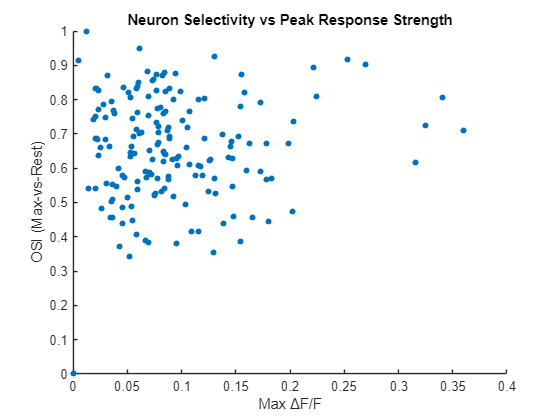 Neuron Selectivity vs Peak Response Strength
1
0.9
0.8
0.7
0.6
0.5
0.4
0.3
0.2
0.1
0
OSI (Max-vs-Rest)
0 0.05 0.1 0.15 0.2 0.25 0.3 0.35 0.4
Max ΔF/F